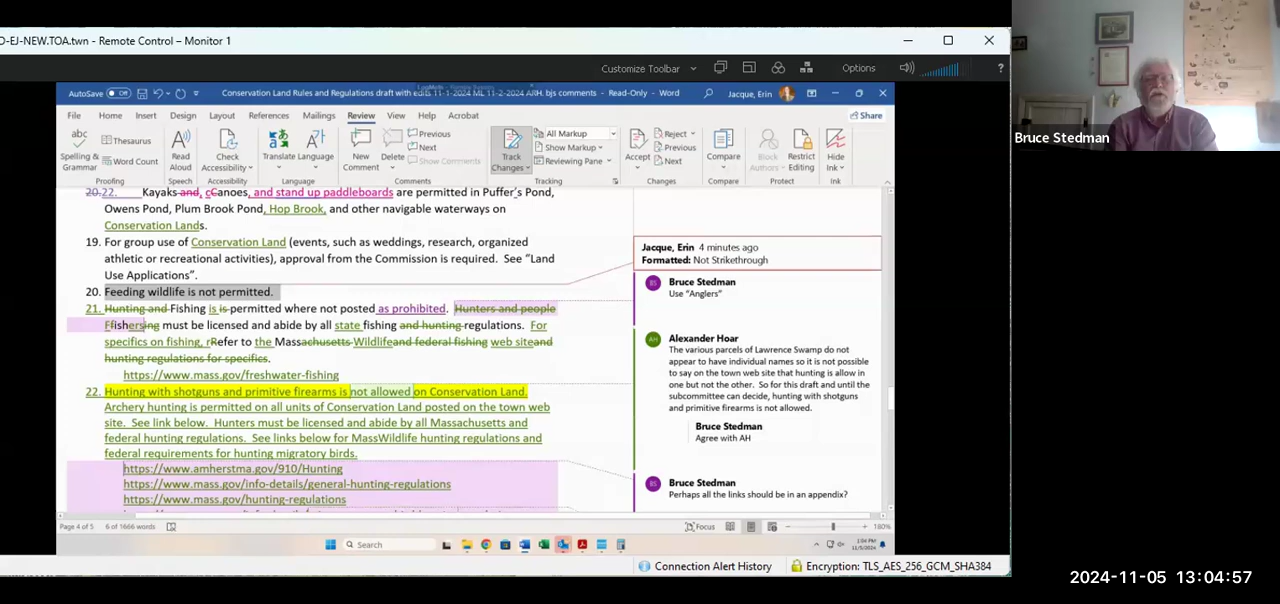 O-EJ-NEW.TOA.twn - Remote Control – Monitor 1
Customize Toolbar
Options
?
AutoSave Off
Conservation Land Rules and Regulations draft with edits 11-1-2024 ML 11-2-2024 ARH. bjs comments - Read-Only - Word
Jacque, Erin
File Home Insert Design Layout References Mailings Review View Help Acrobat
Share
abc
Spelling & Grammar
Thesaurus
Word Count
Proofing
Read Aloud
Speech
Check Accessibility
Accessibility
Translate
Language
Language
New Comment
Delete
Previous
Next
Show Comments
Comments
Track Changes
All Markup
Show Markup
Reviewing Pane
Tracking
Accept
Reject
Previous
Next
Changes
Compare
Compare
Block Authors
Restrict Editing
Protect
Hide Ink
Ink
20.22. Kayaks and, cCanoes, and stand up paddleboards are permitted in Puffer's Pond,
Owens Pond, Plum Brook Pond, Hop Brook, and other navigable waterways on
Conservation Lands.
19. For group use of Conservation Land (events, such as weddings, research, organized
athletic or recreational activities), approval from the Commission is required. See "Land
Use Applications".
20. Feeding wildlife is not permitted.
21. Hunting and Fishing is is permitted where not posted as prohibited. Hunters and people
Ffishersing must be licensed and abide by all state fishing and hunting regulations. For
specifics on fishing, rRefer to the Massachusetts Wildlifeand federal fishing web siteand
hunting regulations for specifics.
https://www.mass.gov/freshwater-fishing
22. Hunting with shotguns and primitive firearms is not allowed on Conservation Land.
Archery hunting is permitted on all units of Conservation Land posted on the town web
site. See link below. Hunters must be licensed and abide by all Massachusetts and
federal hunting regulations. See links below for MassWildlife hunting regulations and
federal requirements for hunting migratory birds.
https://www.amherstma.gov/910/Hunting
https://www.mass.gov/info-details/general-hunting-regulations
https://www.mass.gov/hunting-regulations
Jacque, Erin 4 minutes ago
Formatted: Not Strikethrough
BS Bruce Stedman
Use "Anglers"
AH Alexander Hoar
The various parcels of Lawrence Swamp do not
appear to have individual names so it is not possible
to say on the town web site that hunting is allow in
one but not the other. So for this draft and until the
subcommittee can decide, hunting with shotguns
and primitive firearms is not allowed.
Bruce Stedman
Agree with AH
BS Bruce Stedman
Perhaps all the links should be in an appendix?
Page 4 of 5 6 of 1666 words
Focus
180%
Search
1:04 PM
11/5/2024
Connection Alert History
Encryption: TLS_AES_256_GCM_SHA384
Bruce Stedman
2024-11-05 13:04:57